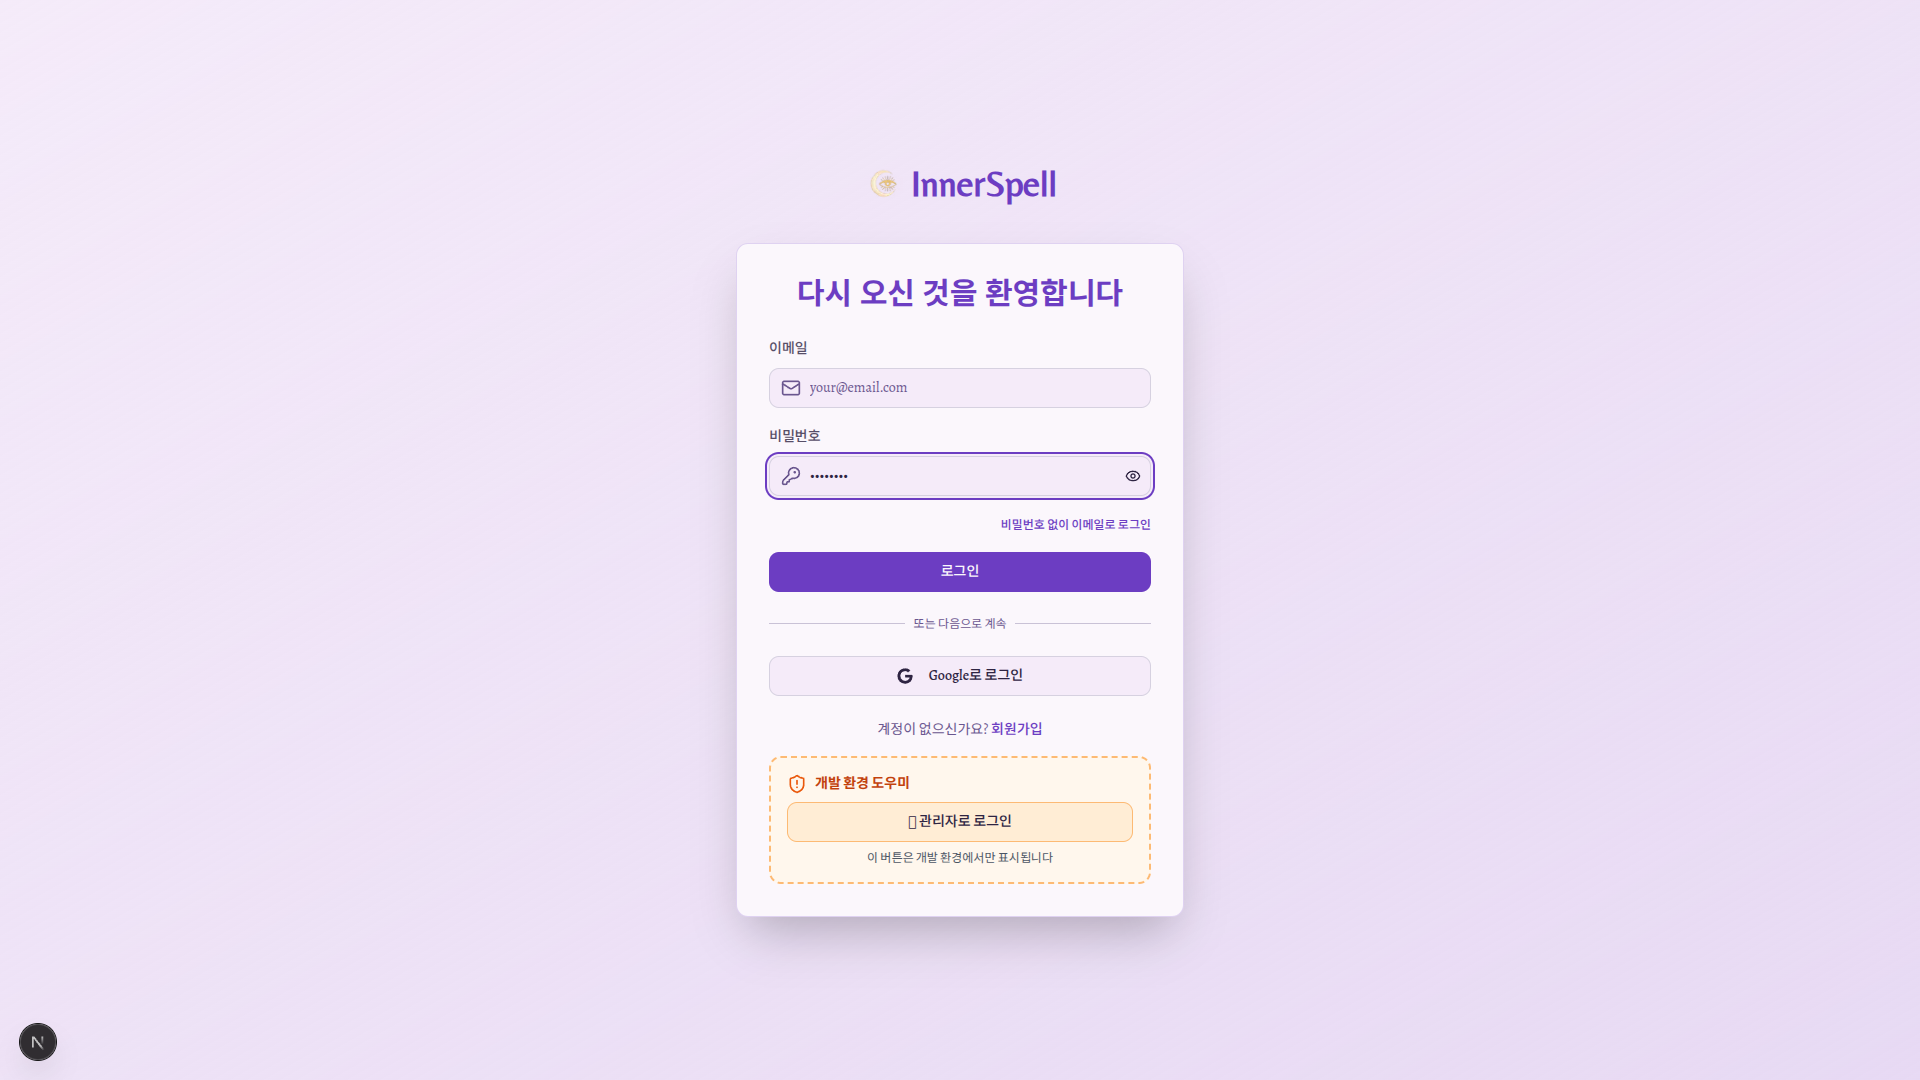 InnerSpell
다시 오신 것을 환영합니다
이메일
your@email.com
비밀번호
••••••••
비밀번호 없이 이메일로 로그인
로그인
또는 다음으로 계속
Google로 로그인
계정이 없으신가요? 회원가입
개발 환경 도우미
관리자로 로그인
이 버튼은 개발 환경에서만 표시됩니다